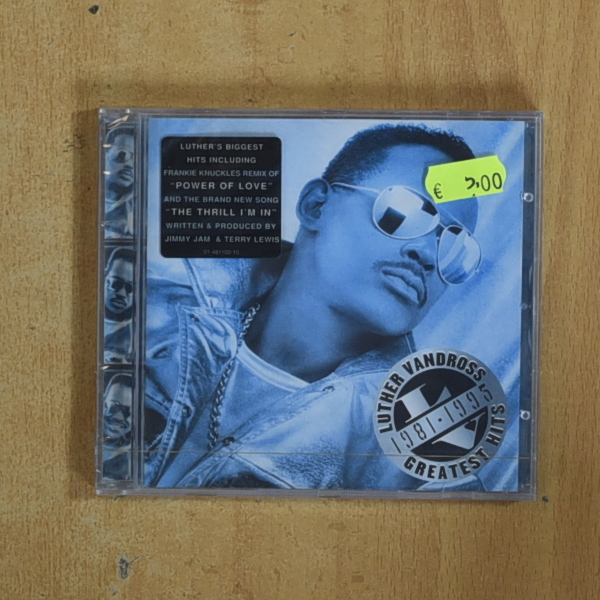 LUTHER'S BIGGEST
HITS INCLUDING
FRANKIE KNUCKLES REMIX OF
"POWER OF LOVE"
AND THE BRAND NEW SONG
"THE THRILL I'M IN"
WRITTEN & PRODUCED BY
JIMMY JAM & TERRY LEWIS
€ 5,00
LUTHER VANDROSS
1981-1995
GREATEST HITS